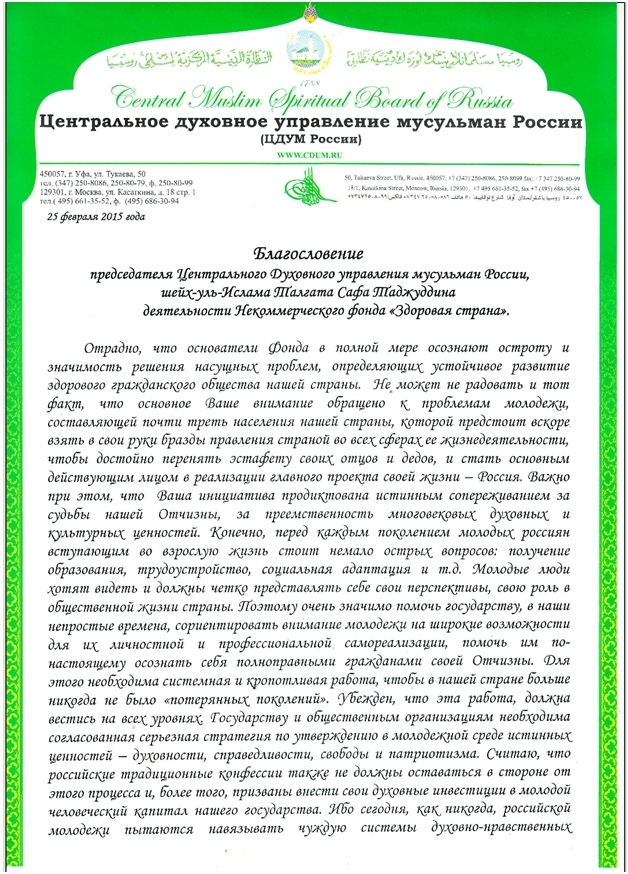 روسيا مسلمانلارينىڭ اوزەك دينيه نظارتى
النظارة الدينية المركزية لمسلمي روسيا
1788
Central Muslim Spiritual Board of Russia
Центральное духовное управление мусульман России
(ЦДУМ России)
WWW.CDUM.RU
450057, г. Уфа, ул. Тукаева, 50
тел. (347) 250-8086, 250-80-79, ф. 250-80-99
129301, г. Москва, ул. Касаткина, д. 18 стр. 1
тел.( 495) 661-35-52, ф. (495) 686-30-94
50, Tukaeva Street, Ufa, Russia, 450057. +7 (347) 250-8086, 250-8099 fax: +7 347 250-80-99
18/1, Kasatkina Street, Moscow, Russia, 129301. +7 495 661-35-52, fax +7 (495) 686-30-94
25 февраля 2015 года
Благословение
председателя Центрального Духовного управления мусульман России,
шейх-уль-Ислама Талгата Сафа Таджуддина
деятельности Некоммерческого фонда «Здоровая страна».
Отрадно, что основатели Фонда в полной мере осознают остроту и
значимость решения насущных проблем, определяющих устойчивое развитие
здорового гражданского общества нашей страны. Не может не радовать и тот
факт, что основное Ваше внимание обращено к проблемам молодежи,
составляющей почти треть населения нашей страны, которой предстоит вскоре
взять в свои руки бразды правления страной во всех сферах ее жизнедеятельности,
чтобы достойно перенять эстафету своих отцов и дедов, и стать основным
действующим лицом в реализации главного проекта своей жизни – Россия. Важно
при этом, что Ваша инициатива продиктована истинным сопереживанием за
судьбы нашей Отчизны, за преемственность многовековых духовных и
культурных ценностей. Конечно, перед каждым поколением молодых россиян
вступающим во взрослую жизнь стоит немало острых вопросов: получение
образования, трудоустройство, социальная адаптация и т.д. Молодые люди
хотят видеть и должны четко представлять себе свои перспективы, свою роль в
общественной жизни страны. Поэтому очень значимо помочь государству, в наши
непростые времена, сориентировать внимание молодежи на широкие возможности
для их личностной и профессиональной самореализации, помочь им по-
настоящему осознать себя полноправными гражданами своей Отчизны. Для
этого необходима системная и кропотливая работа, чтобы в нашей стране больше
никогда не было «потерянных поколений». Убежден, что эта работа, должна
вестись на всех уровнях. Государству и общественным организациям необходима
согласованная серьезная стратегия по утверждению в молодежной среде истинных
ценностей – духовности, справедливости, свободы и патриотизма. Считаю, что
российские традиционные конфессии также не должны оставаться в стороне от
этого процесса и, более того, призваны внести свои духовные инвестиции в молодой
человеческий капитал нашего государства. Ибо сегодня, как никогда, российской
молодежи пытаются навязывать чуждую системы духовно-нравственных